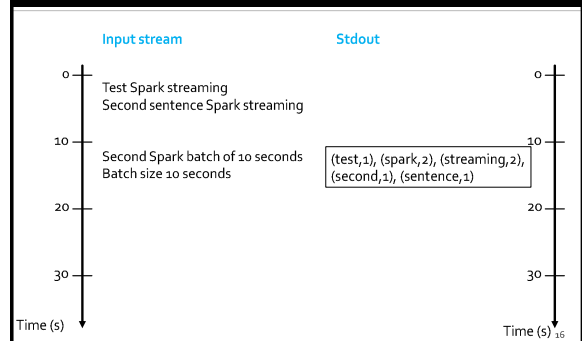 Input stream
Stdout
0
0
Test Spark streaming
Second sentence Spark streaming
10
10
Second Spark batch of 10 seconds
Batch size 10 seconds
(test,1), (spark,2), (streaming,2),
(second,1), (sentence,1)
20
20
30
30
Time (s)
Time (s)
16